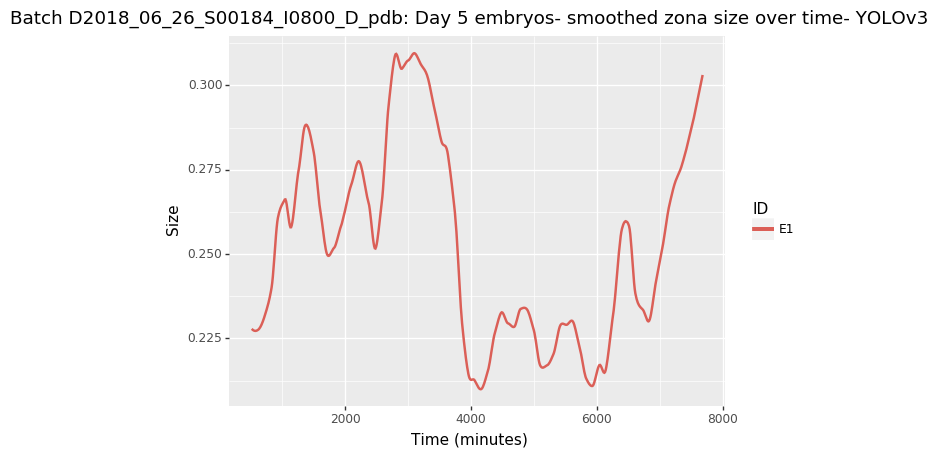 Batch D2018_06_26_S00184_I0800_D_pdb: Day 5 embryos- smoothed zona size over time- YOLOv3
0.300
0.275
0.250
0.225
Size
2000
4000
6000
8000
Time (minutes)
ID
E1